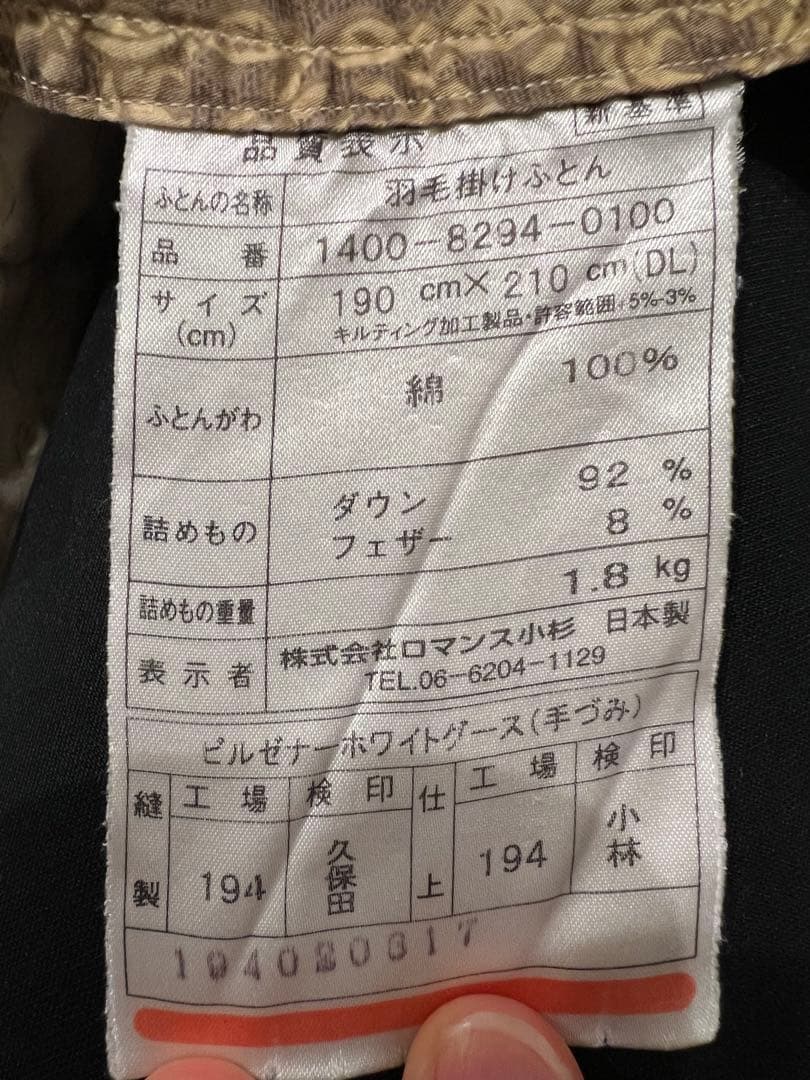 品質表示 新基準
ふとんの名称 羽毛掛けふとん
品番 1400-8294-0100
サイズ(cm) 190 cm× 210 cm(DL)
キルティング加工製品・許容範囲+5%-3%
ふとんがわ 綿 100%
詰めもの ダウン 92 %
フェザー 8 %
詰めもの重量 1.8 kg
表示者 株式会社ロマンス小杉 日本製
TEL.06-6204-1129
ピルゼナーホワイトグース(手づみ)
縫製 工場 検印 仕上 工場 検印
194 久保田 194 小林